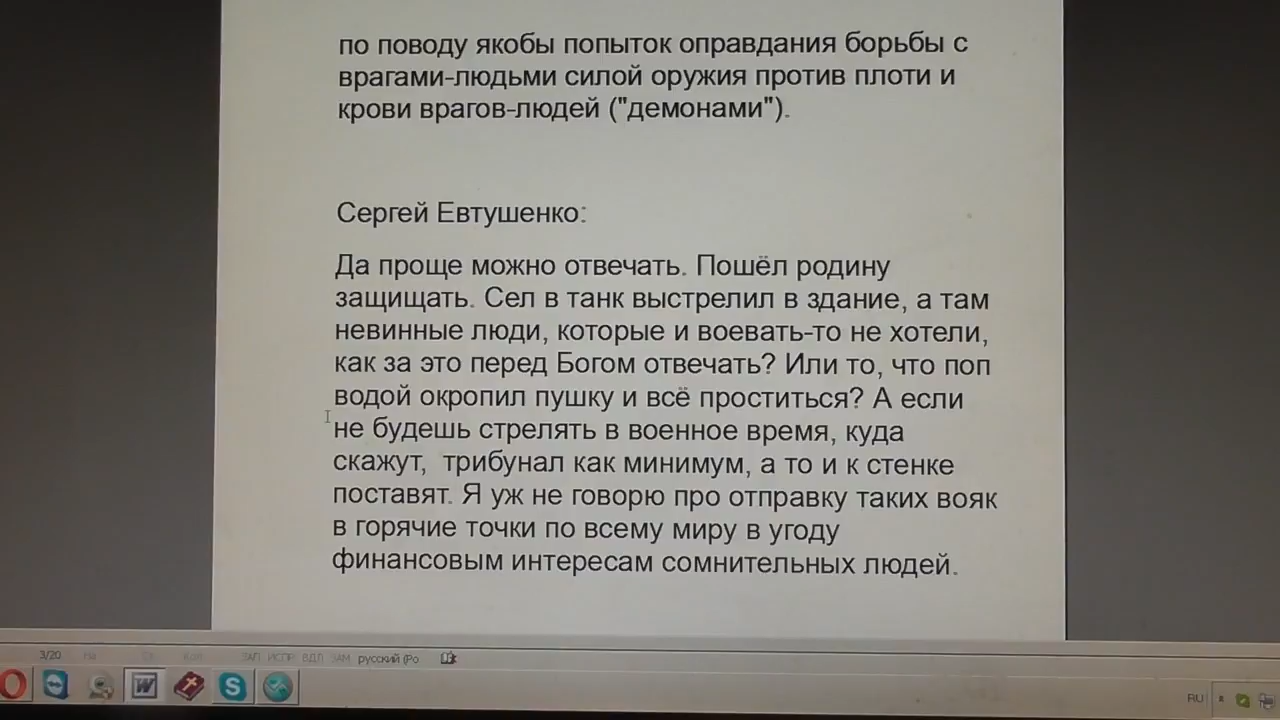 по поводу якобы попыток оправдания борьбы с
врагами-людьми силой оружия против плоти и
крови врагов-людей ("демонами").
Сергей Евтушенко:
Да проще можно отвечать. Пошёл родину
защищать. Сел в танк выстрелил в здание, а там
невинные люди, которые и воевать-то не хотели,
как за это перед Богом отвечать? Или то, что поп
водой окропил пушку и всё проститься? А если
не будешь стрелять в военное время, куда
скажут, трибунал как минимум, а то и к стенке
поставят. Я уж не говорю про отправку таких вояк
в горячие точки по всему миру в угоду
финансовым интересам сомнительных людей.
3/20 ЗАП ИСПР ВДЛ ЗАМ русский (Ро
RU